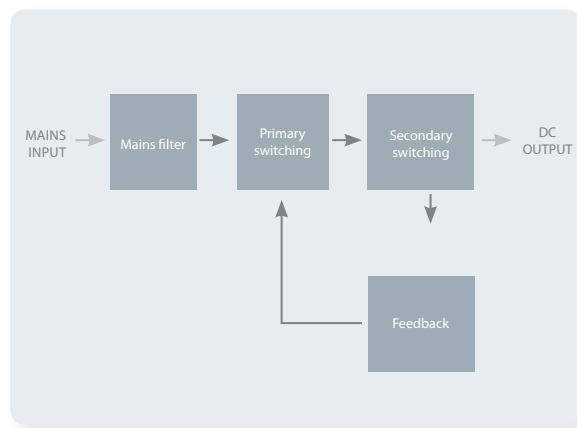 MAINS
INPUT
Mains filter
Primary
switching
Secondary
switching
DC
OUTPUT
Feedback